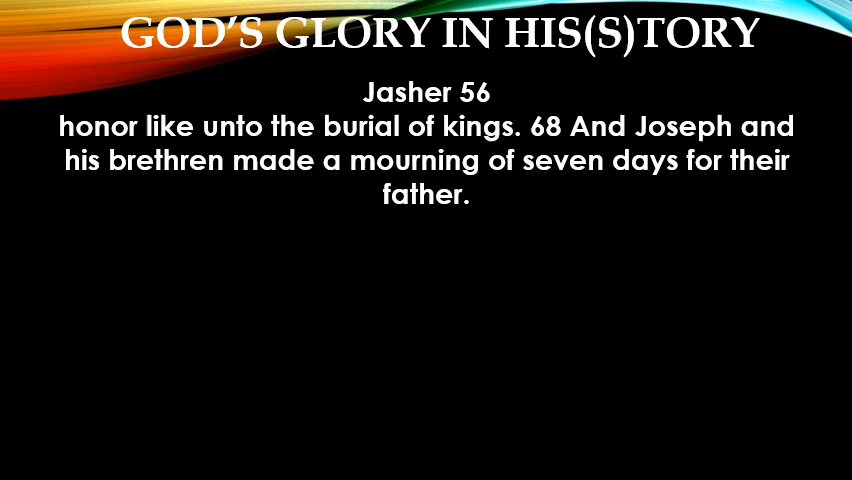 GOD'S GLORY IN HIS(S)TORY
Jasher 56
honor like unto the burial of kings. 68 And Joseph and
his brethren made a mourning of seven days for their
father.